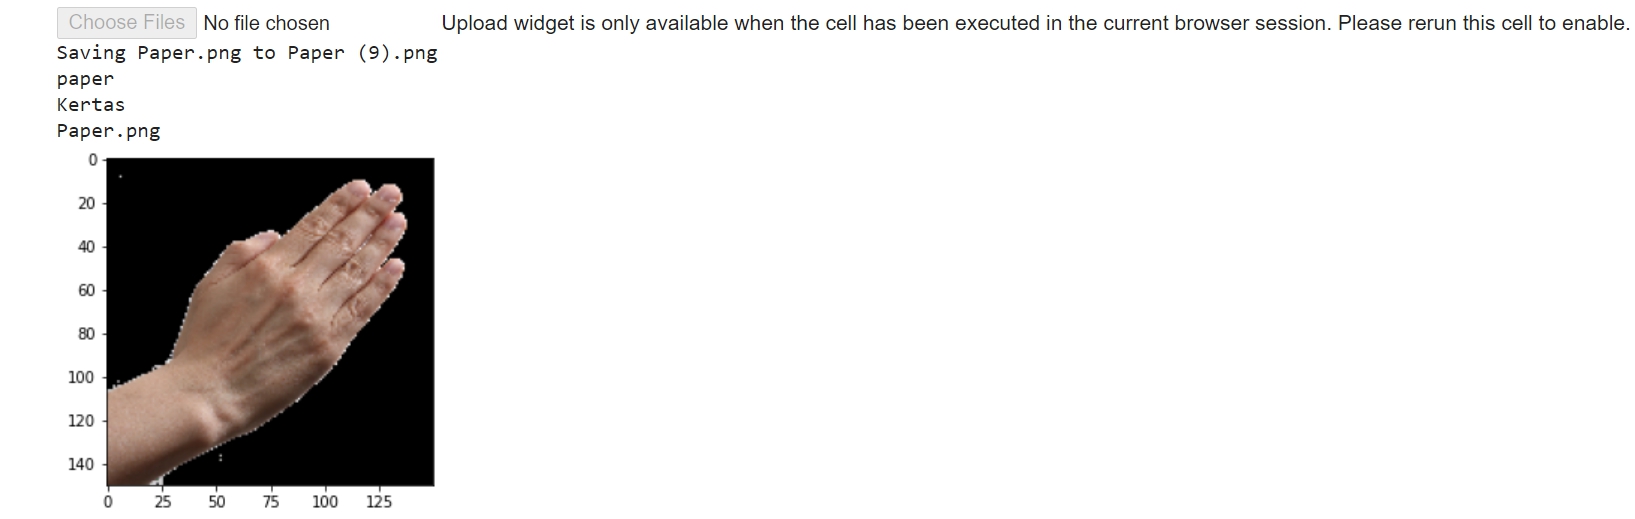 Choose Files No file chosen Upload widget is only available when the cell has been executed in the current browser session. Please rerun this cell to enable.
Saving Paper.png to Paper (9).png
paper
Kertas
Paper.png
0
20
40
60
80
100
120
140
0 25 50 75 100 125